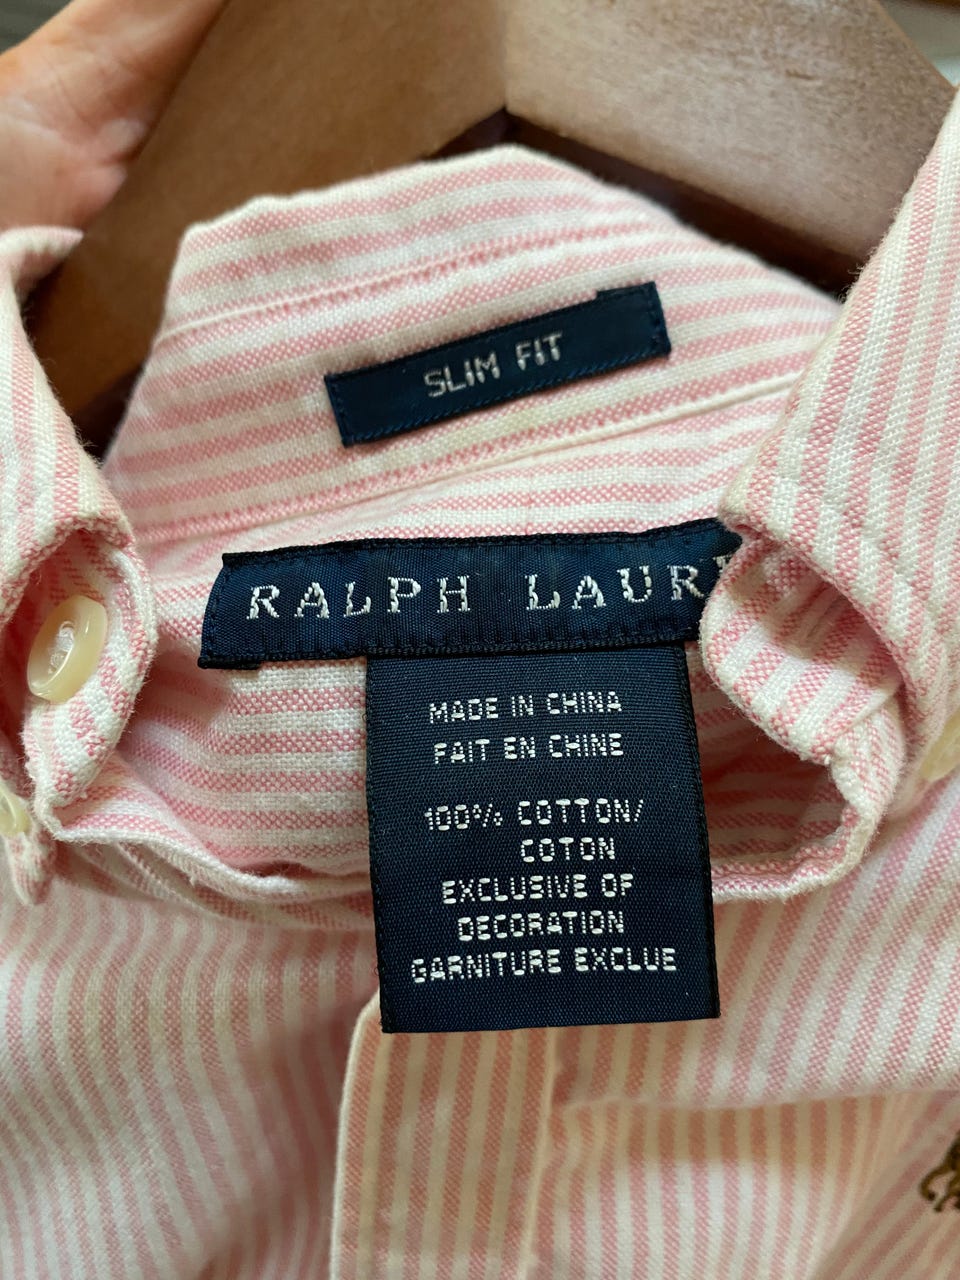 SLIM FIT
RALPH LAUR
MADE IN CHINA
FAIT EN CHINE
100% COTTON/
COTON
EXCLUSIVE OF
DECORATION
GARNITURE EXCLUE